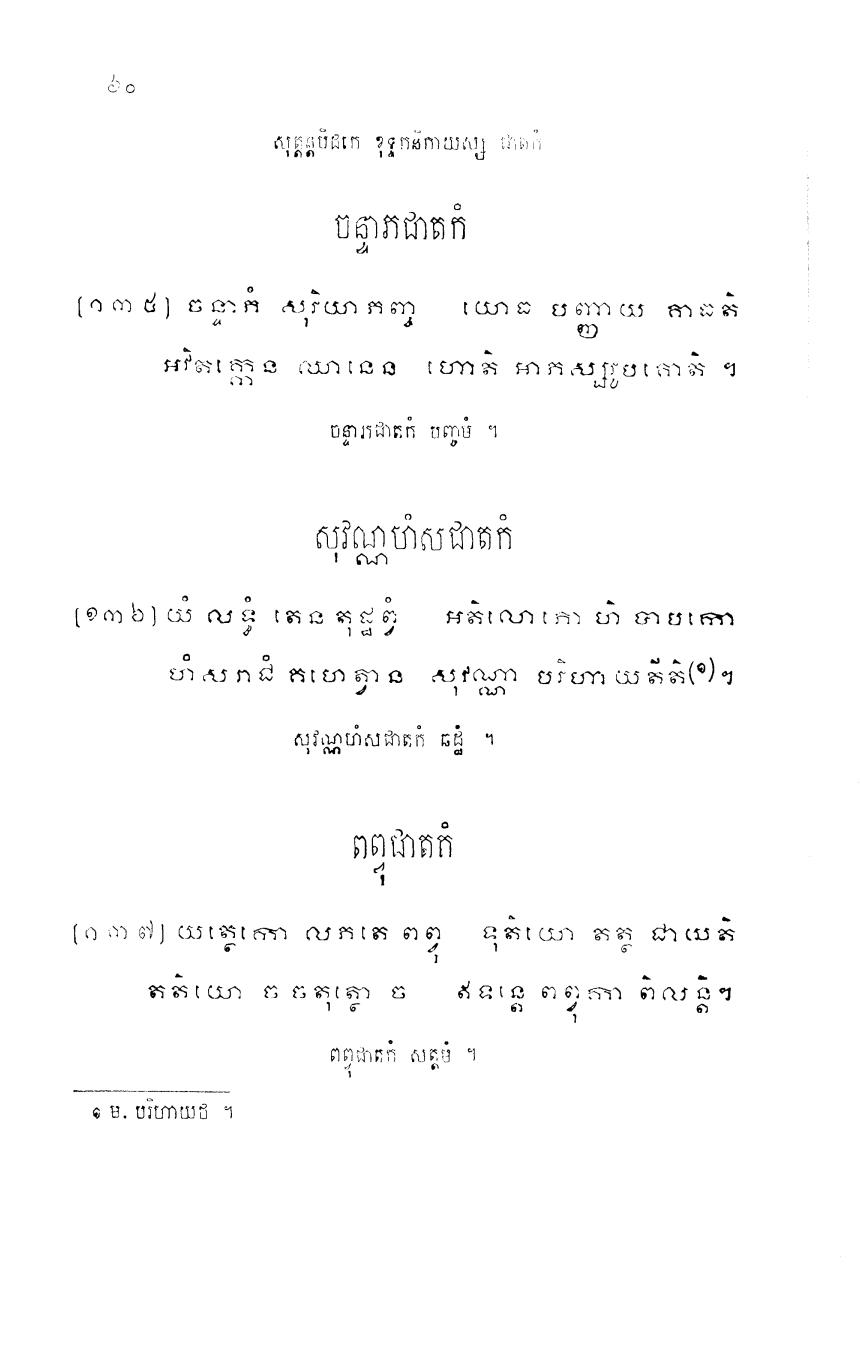 ៦០
សុត្តន្តបិដកេ ខុទ្ទកនិកាយស្ស ជាតកំ
ចន្ទាភជាតកំ
[១៣៥] ចន្ទាភំ សុរិយាភញ្ច យោធ បញ្ញាយ គាធតិ
អវិតក្កេន ឈានេន ហោតិ អាភស្សរូបគោតិ ។
ចន្ទាភជាតកំ បញ្ចមំ ។
សុវណ្ណហំសជាតកំ
[១៣៦] យំ លទ្ធំ តេន តុដ្ឋព្វំ អតិលោភោ ហិ បាបកោ
ហំសរាជំ គហេត្វាន សុវណ្ណា បរិហាយតីតិ(១)។
សុវណ្ណហំសជាតកំ ឆដ្ឋំ ។
ពព្វុជាតកំ
[១៣៧] យត្ថេកោ លភតេ ពព្វុ ទុតិយោ តត្ថ ជាយតិ
តតិយោ ច ចតុត្ថោ ច ឥទន្តេ ពព្វុកា ពិលន្តិ។
ពព្វុជាតកំ សត្តមំ ។
១ ម. បរិហាយថ ។